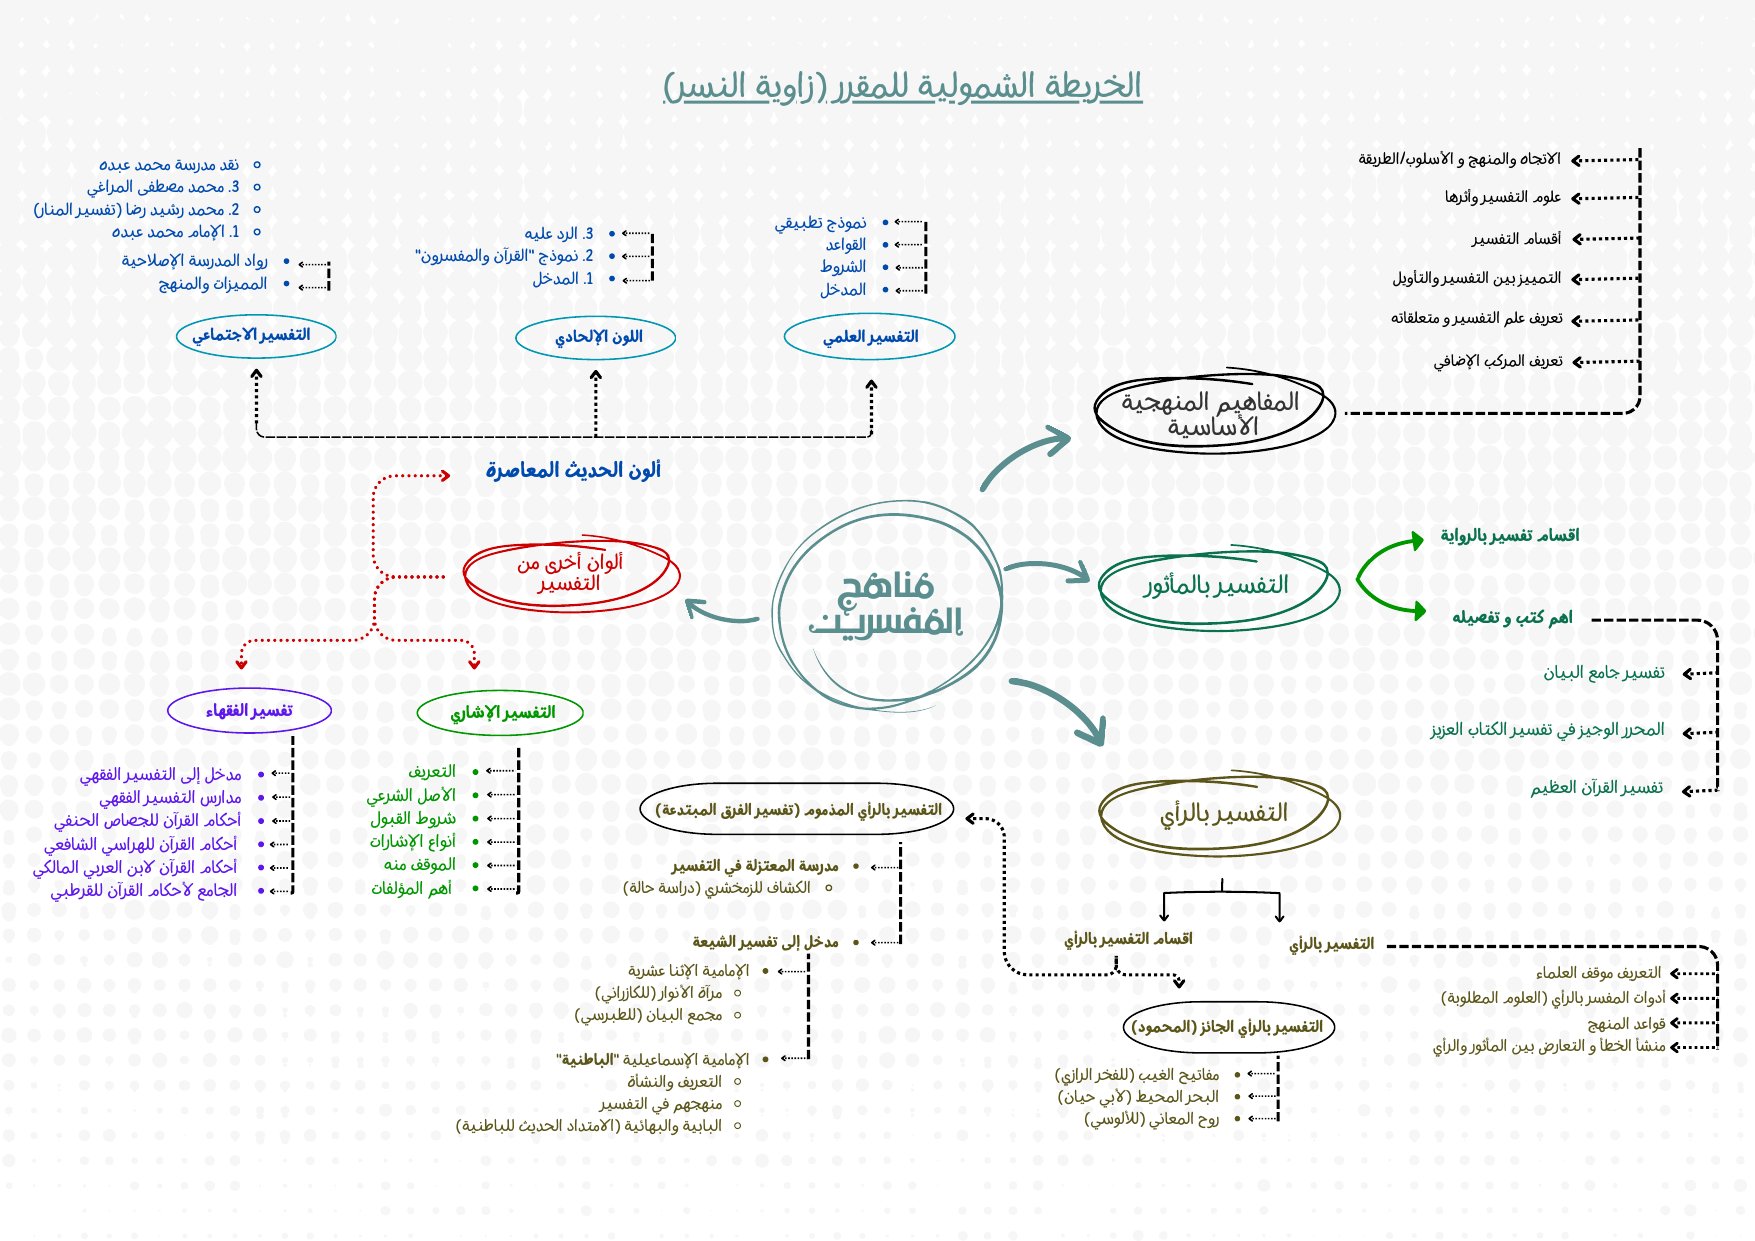 الخريطة الشمولية للمقرر (زاوية النسر)
مناهج
المفسرين
المفاهيم المنهجية
الأساسية
الاتجاه والمنهج و الأسلوب/الطريقة
علوم التفسير وأثرها
أقسام التفسير
التمييز بين التفسير والتأويل
تعريف علم التفسير و متعلقاته
تعريف المركب الإضافي
التفسير بالمأثور
اقسام تفسير بالرواية
اهم كتب و تفصيله
تفسير جامع البيان
المحرر الوجيز في تفسير الكتاب العزيز
تفسير القرآن العظيم
التفسير بالرأي
التفسير بالرأي
التعريف موقف العلماء
أدوات المفسر بالرأي (العلوم المطلوبة)
قواعد المنهج
منشأ الخطأ و التعارض بين المأثور والرأي
اقسام التفسير بالرأي
التفسير بالرأي الجائز (المحمود)
مفاتيح الغيب (للفخر الرازي)
البحر المحيط (لأبي حيان)
روح المعاني (للألوسي)
التفسير بالرأي المذموم (تفسير الفرق المبتدعة)
مدرسة المعتزلة في التفسير
الكشاف للزمخشري (دراسة حالة)
مدخل إلى تفسير الشيعة
الإمامية الإثنا عشرية
مرآة الأنوار (للكازراني)
مجمع البيان (للطبرسي)
الإمامية الإسماعيلية "الباطنية"
التعريف والنشأة
منهجهم في التفسير
البابية والبهائية (الامتداد الحديث للباطنية)
ألوان أخرى من
التفسير
ألون الحديث المعاصرة
التفسير العلمي
نموذج تطبيقي
القواعد
الشروط
المدخل
اللون الإلحادي
3. الرد عليه
2. نموذج "القرآن والمفسرون"
1. المدخل
التفسير الاجتماعي
نقد مدرسة محمد عبده
3. محمد مصطفى المراغي
2. محمد رشيد رضا (تفسير المنار)
1. الإمام محمد عبده
رواد المدرسة الإصلاحية
المميزات والمنهج
التفسير الإشاري
التعريف
الأصل الشرعي
شروط القبول
أنواع الإشارات
الموقف منه
أهم المؤلفات
تفسير الفقهاء
مدخل إلى التفسير الفقهي
مدارس التفسير الفقهي
أحكام القرآن للجصاص الحنفي
أحكام القرآن للهراسي الشافعي
أحكام القرآن لابن العربي المالكي
الجامع لأحكام القرآن للقرطبي